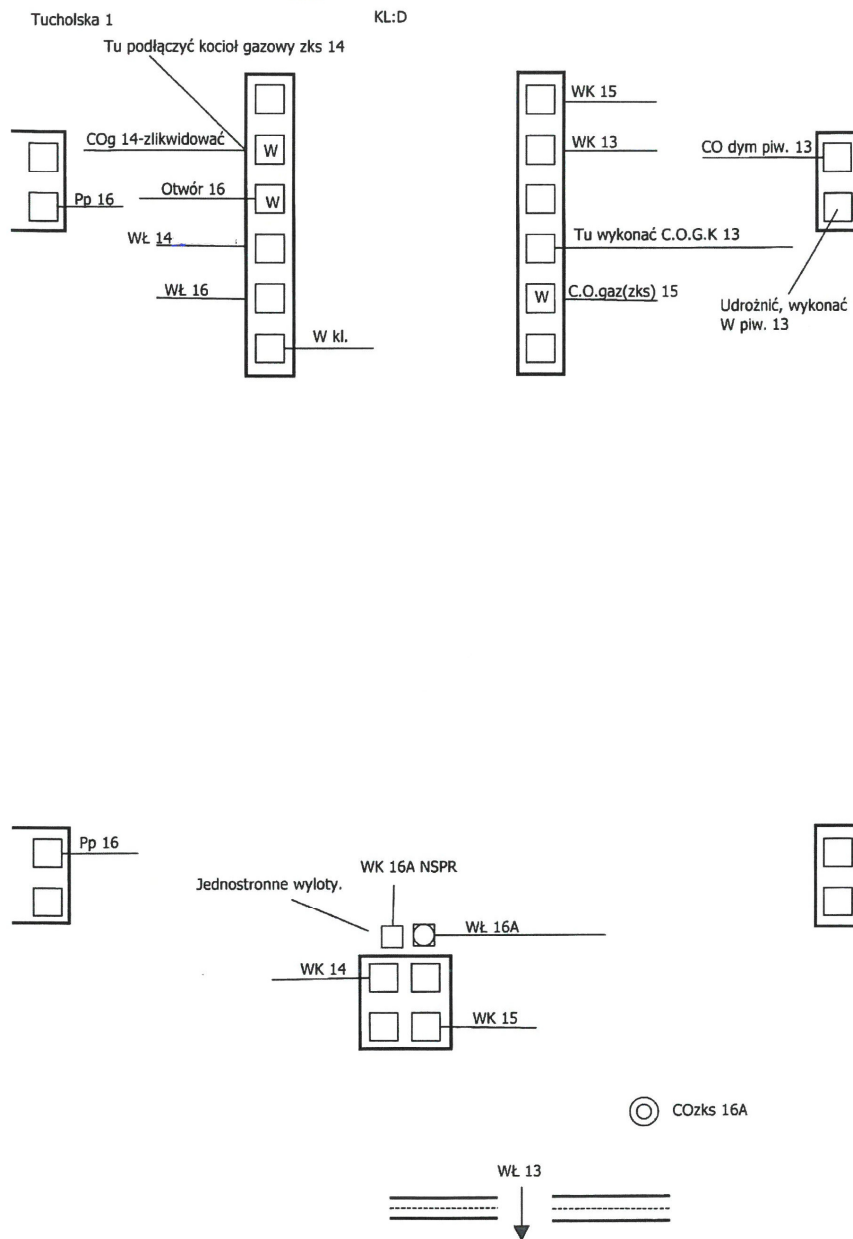 Tucholska 1
KL:D
Tu podłączyć kocioł gazowy zks 14
WK 15
COg 14-zlikwidować
W
WK 13
CO dym piw. 13
Pp 16
Otwór 16
W
WŁ 14
Tu wykonać C.O.G.K 13
WŁ 16
W
C.O.gaz(zks) 15
Udrożnić, wykonać
W piw. 13
W kl.
Pp 16
WK 16A NSPR
Jednostronne wyloty.
WŁ 16A
WK 14
WK 15
COzks 16A
WŁ 13